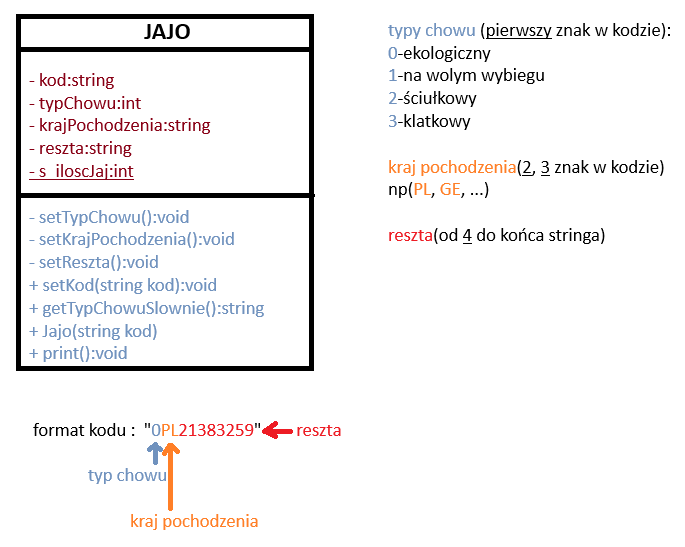 JAJO
- kod:string
- typChowu:int
- krajPochodzenia:string
- reszta:string
- s_iloscJaj:int
- setTypChowu():void
- setKrajPochodzenia():void
- setReszta():void
+ setKod(string kod):void
+ getTypChowuSlownie():string
+ Jajo(string kod)
+ print():void
typy chowu (pierwszy znak w kodzie):
0-ekologiczny
1-na wolym wybiegu
2-ściułkowy
3-klatkowy
kraj pochodzenia(2, 3 znak w kodzie)
np(PL, GE, ...)
reszta(od 4 do końca stringa)
format kodu : "0PL21383259" reszta
typ chowu
kraj pochodzenia